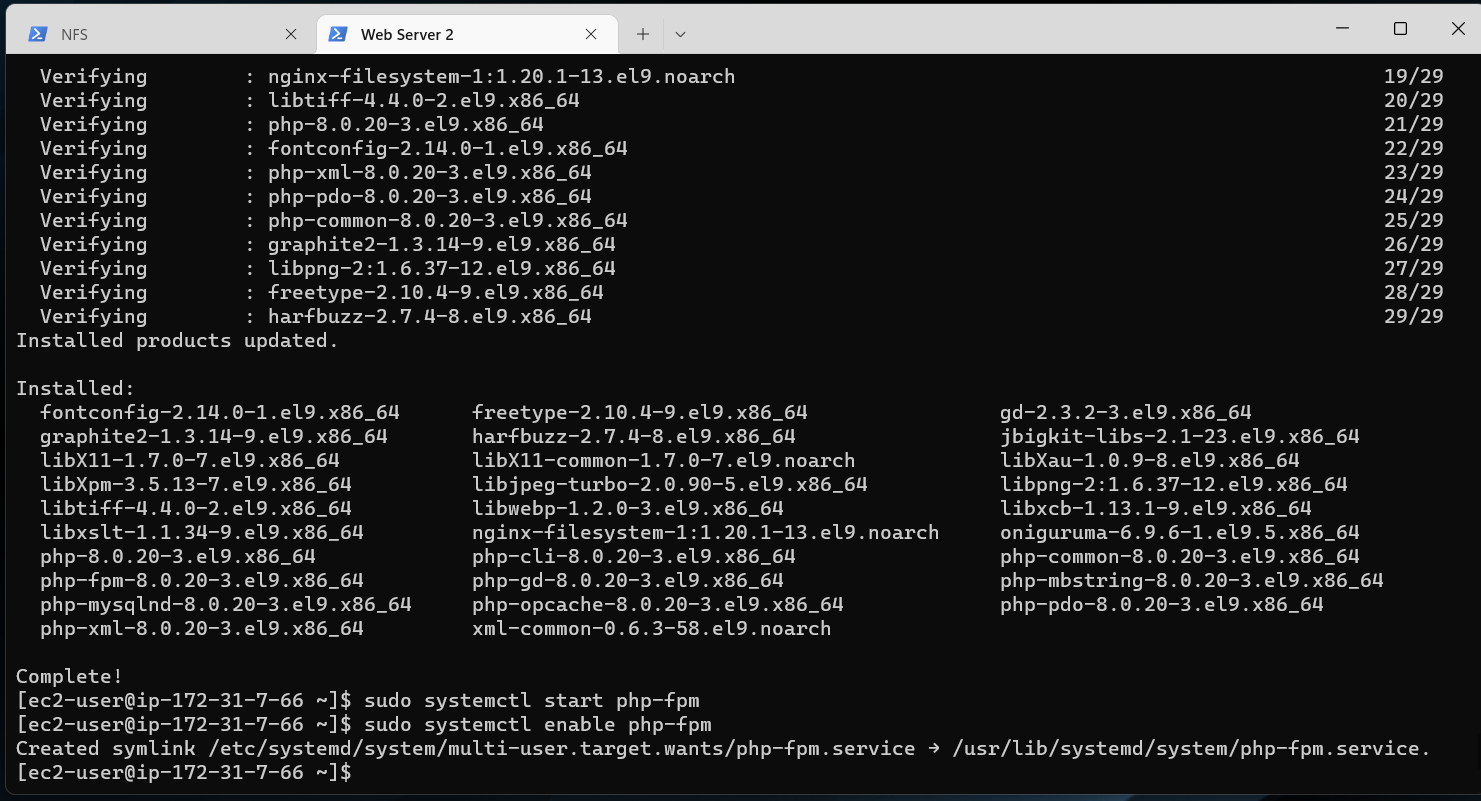 NFS Web Server 2
Verifying : nginx-filesystem-1:1.20.1-13.el9.noarch 19/29
Verifying : libtiff-4.4.0-2.el9.x86_64 20/29
Verifying : php-8.0.20-3.el9.x86_64 21/29
Verifying : fontconfig-2.14.0-1.el9.x86_64 22/29
Verifying : php-xml-8.0.20-3.el9.x86_64 23/29
Verifying : php-pdo-8.0.20-3.el9.x86_64 24/29
Verifying : php-common-8.0.20-3.el9.x86_64 25/29
Verifying : graphite2-1.3.14-9.el9.x86_64 26/29
Verifying : libpng-2:1.6.37-12.el9.x86_64 27/29
Verifying : freetype-2.10.4-9.el9.x86_64 28/29
Verifying : harfbuzz-2.7.4-8.el9.x86_64 29/29
Installed products updated.
Installed:
fontconfig-2.14.0-1.el9.x86_64 freetype-2.10.4-9.el9.x86_64 gd-2.3.2-3.el9.x86_64
graphite2-1.3.14-9.el9.x86_64 harfbuzz-2.7.4-8.el9.x86_64 jbigkit-libs-2.1-23.el9.x86_64
libX11-1.7.0-7.el9.x86_64 libX11-common-1.7.0-7.el9.noarch libXau-1.0.9-8.el9.x86_64
libXpm-3.5.13-7.el9.x86_64 libjpeg-turbo-2.0.90-5.el9.x86_64 libpng-2:1.6.37-12.el9.x86_64
libtiff-4.4.0-2.el9.x86_64 libwebp-1.2.0-3.el9.x86_64 libxcb-1.13.1-9.el9.x86_64
libxslt-1.1.34-9.el9.x86_64 nginx-filesystem-1:1.20.1-13.el9.noarch oniguruma-6.9.6-1.el9.5.x86_64
php-8.0.20-3.el9.x86_64 php-cli-8.0.20-3.el9.x86_64 php-common-8.0.20-3.el9.x86_64
php-fpm-8.0.20-3.el9.x86_64 php-gd-8.0.20-3.el9.x86_64 php-mbstring-8.0.20-3.el9.x86_64
php-mysqlnd-8.0.20-3.el9.x86_64 php-opcache-8.0.20-3.el9.x86_64 php-pdo-8.0.20-3.el9.x86_64
php-xml-8.0.20-3.el9.x86_64 xml-common-0.6.3-58.el9.noarch
Complete!
[ec2-user@ip-172-31-7-66 ~]$ sudo systemctl start php-fpm
[ec2-user@ip-172-31-7-66 ~]$ sudo systemctl enable php-fpm
Created symlink /etc/systemd/system/multi-user.target.wants/php-fpm.service → /usr/lib/systemd/system/php-fpm.service.
[ec2-user@ip-172-31-7-66 ~]$